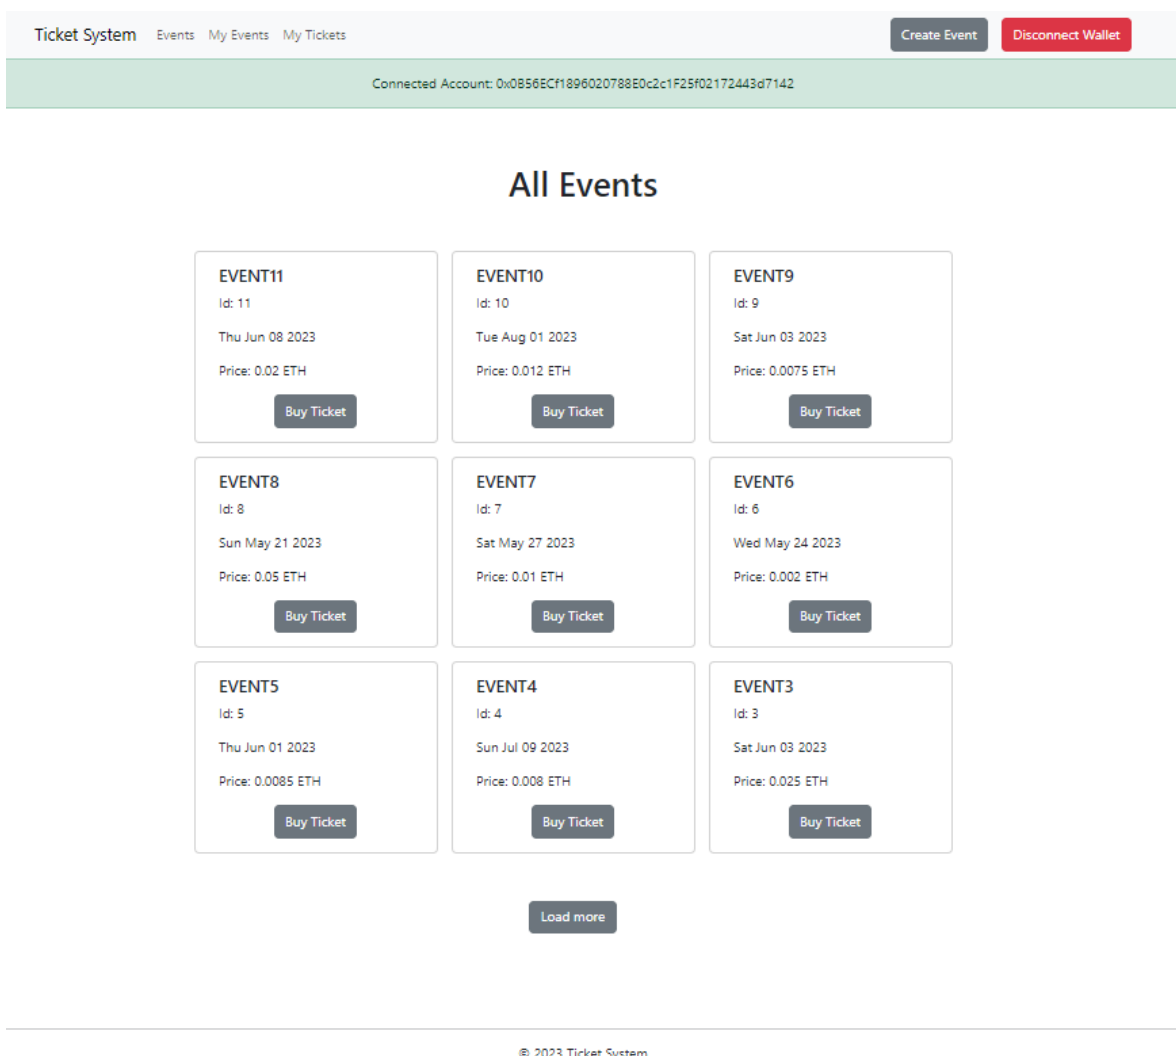 Ticket System Events My Events My Tickets Create Event Disconnect Wallet
Connected Account: 0x0B56ECf1896020788E0c2c1F25f02172443d7142
All Events
EVENT11
Id: 11
Thu Jun 08 2023
Price: 0.02 ETH
Buy Ticket
EVENT10
Id: 10
Tue Aug 01 2023
Price: 0.012 ETH
Buy Ticket
EVENT9
Id: 9
Sat Jun 03 2023
Price: 0.0075 ETH
Buy Ticket
EVENT8
Id: 8
Sun May 21 2023
Price: 0.05 ETH
Buy Ticket
EVENT7
Id: 7
Sat May 27 2023
Price: 0.01 ETH
Buy Ticket
EVENT6
Id: 6
Wed May 24 2023
Price: 0.002 ETH
Buy Ticket
EVENT5
Id: 5
Thu Jun 01 2023
Price: 0.0085 ETH
Buy Ticket
EVENT4
Id: 4
Sun Jul 09 2023
Price: 0.008 ETH
Buy Ticket
EVENT3
Id: 3
Sat Jun 03 2023
Price: 0.025 ETH
Buy Ticket
Load more
© 2023 Ticket System